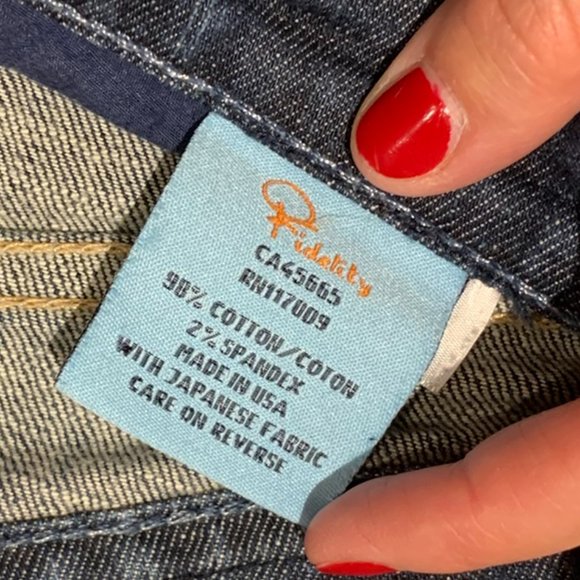 Fidelity
CA45665
RN117009
98% COTTON/COTON
2% SPANDEX
MADE IN USA
WITH JAPANESE FABRIC
CARE ON REVERSE